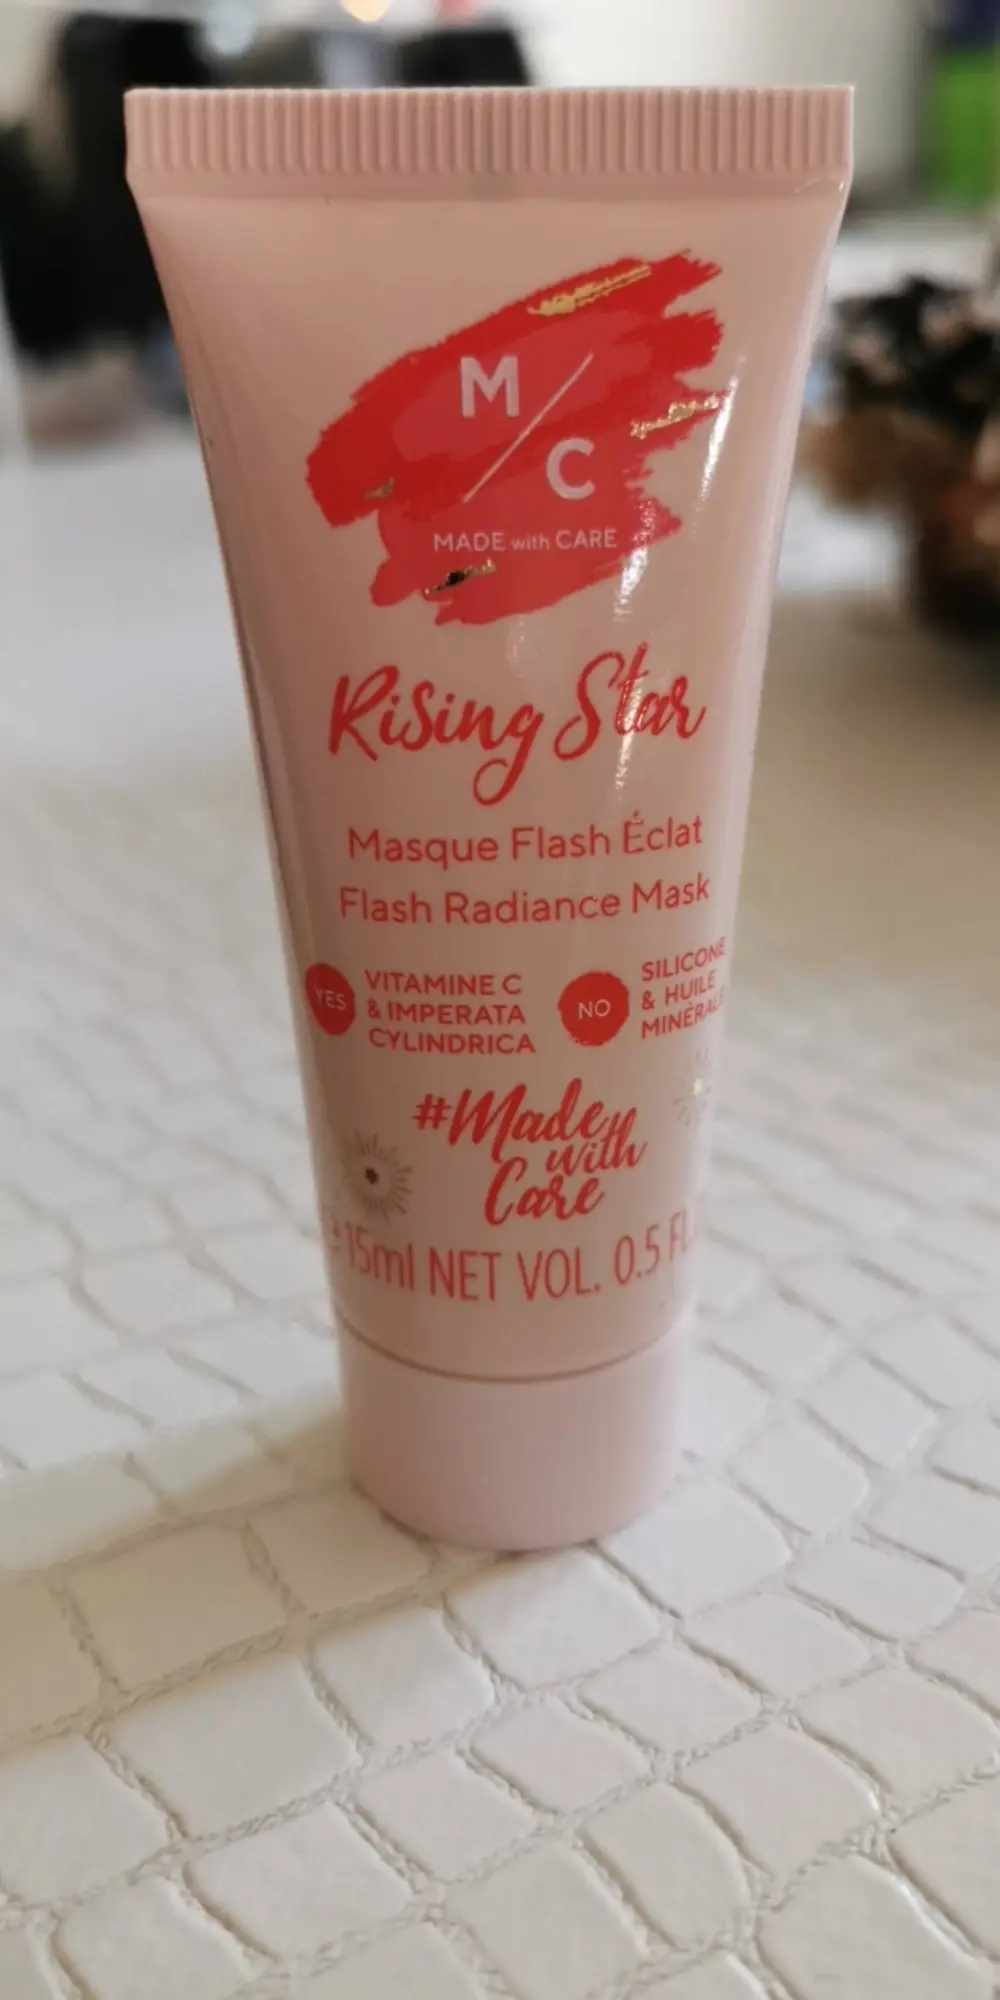 M
C
MADE with CARE
Rising Star
Masque Flash Éclat
Flash Radiance Mask
YES
VITAMINE C
& IMPERATA
CYLINDRICA
NO
SILICONE
& HUILE
MINÉRALE
#Made
with
Care
15ml NET VOL. 0.5 FL.